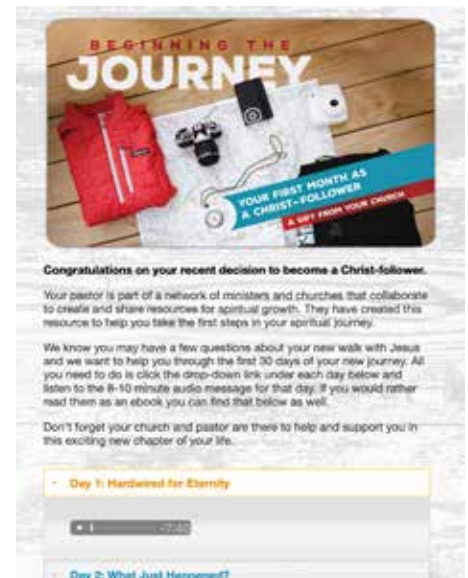 BEGINNING THE
JOURNEY
YOUR FIRST MONTH AS
A CHRIST-FOLLOWER
A GIFT FROM YOUR CHURCH
Congratulations on your recent decision to become a Christ-follower.
Your pastor is part of a network of ministers and churches that collaborate
to create and share resources for spiritual growth. They have created this
resource to help you take the first steps in your spiritual journey.
We know you may have a few questions about your new walk with Jesus
and we want to help you through the first 30 days of your new journey. All
you need to do is click the drop-down link under each day below and
listen to the 8-10 minute audio message for that day. If you would rather
read them as an ebook you can find that below as well.
Don't forget your church and pastor are there to help and support you in
this exciting new chapter of your life.
Day 1: Hardwired for Eternity
Day 2: What Just Happened?